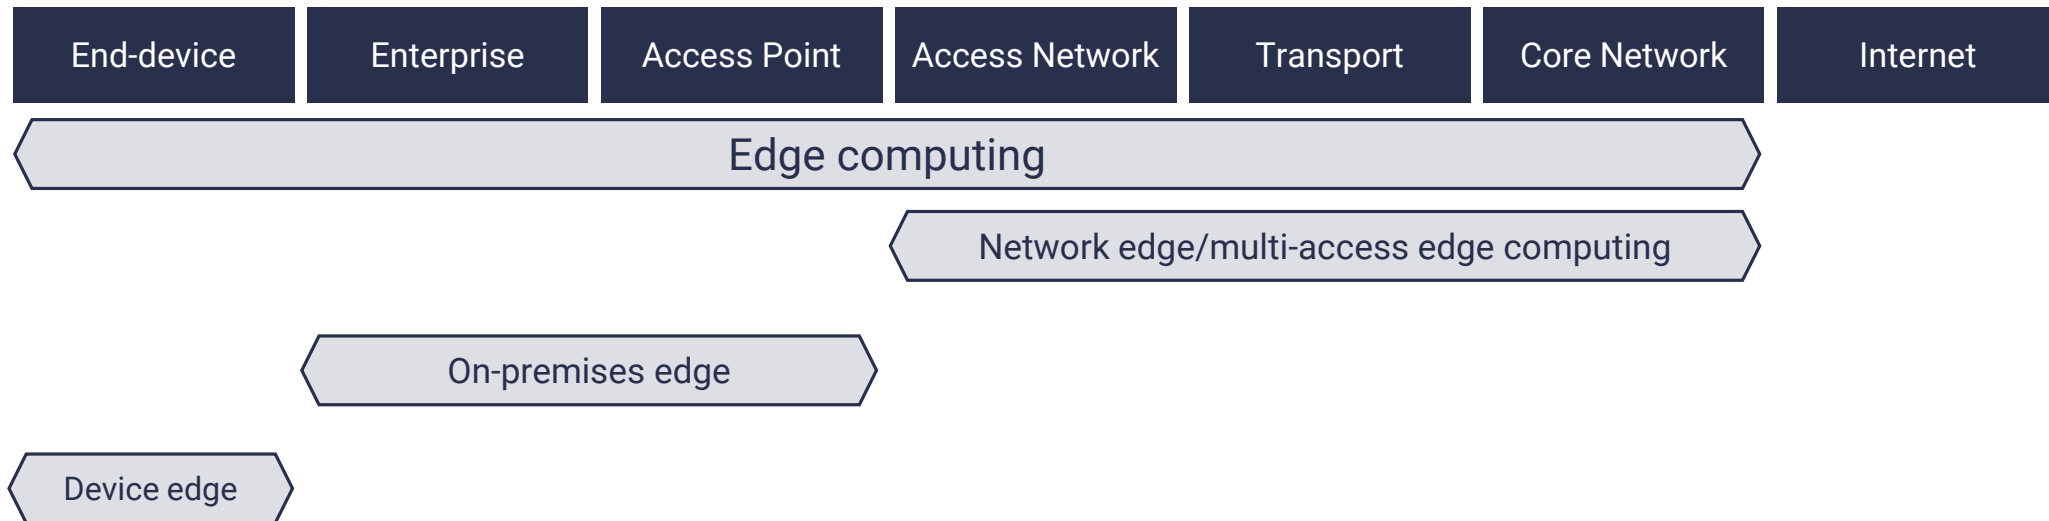 End-device
Enterprise
Access Point
Access Network
Transport
Core Network
Internet
Edge computing
Network edge/multi-access edge computing
On-premises edge
Device edge